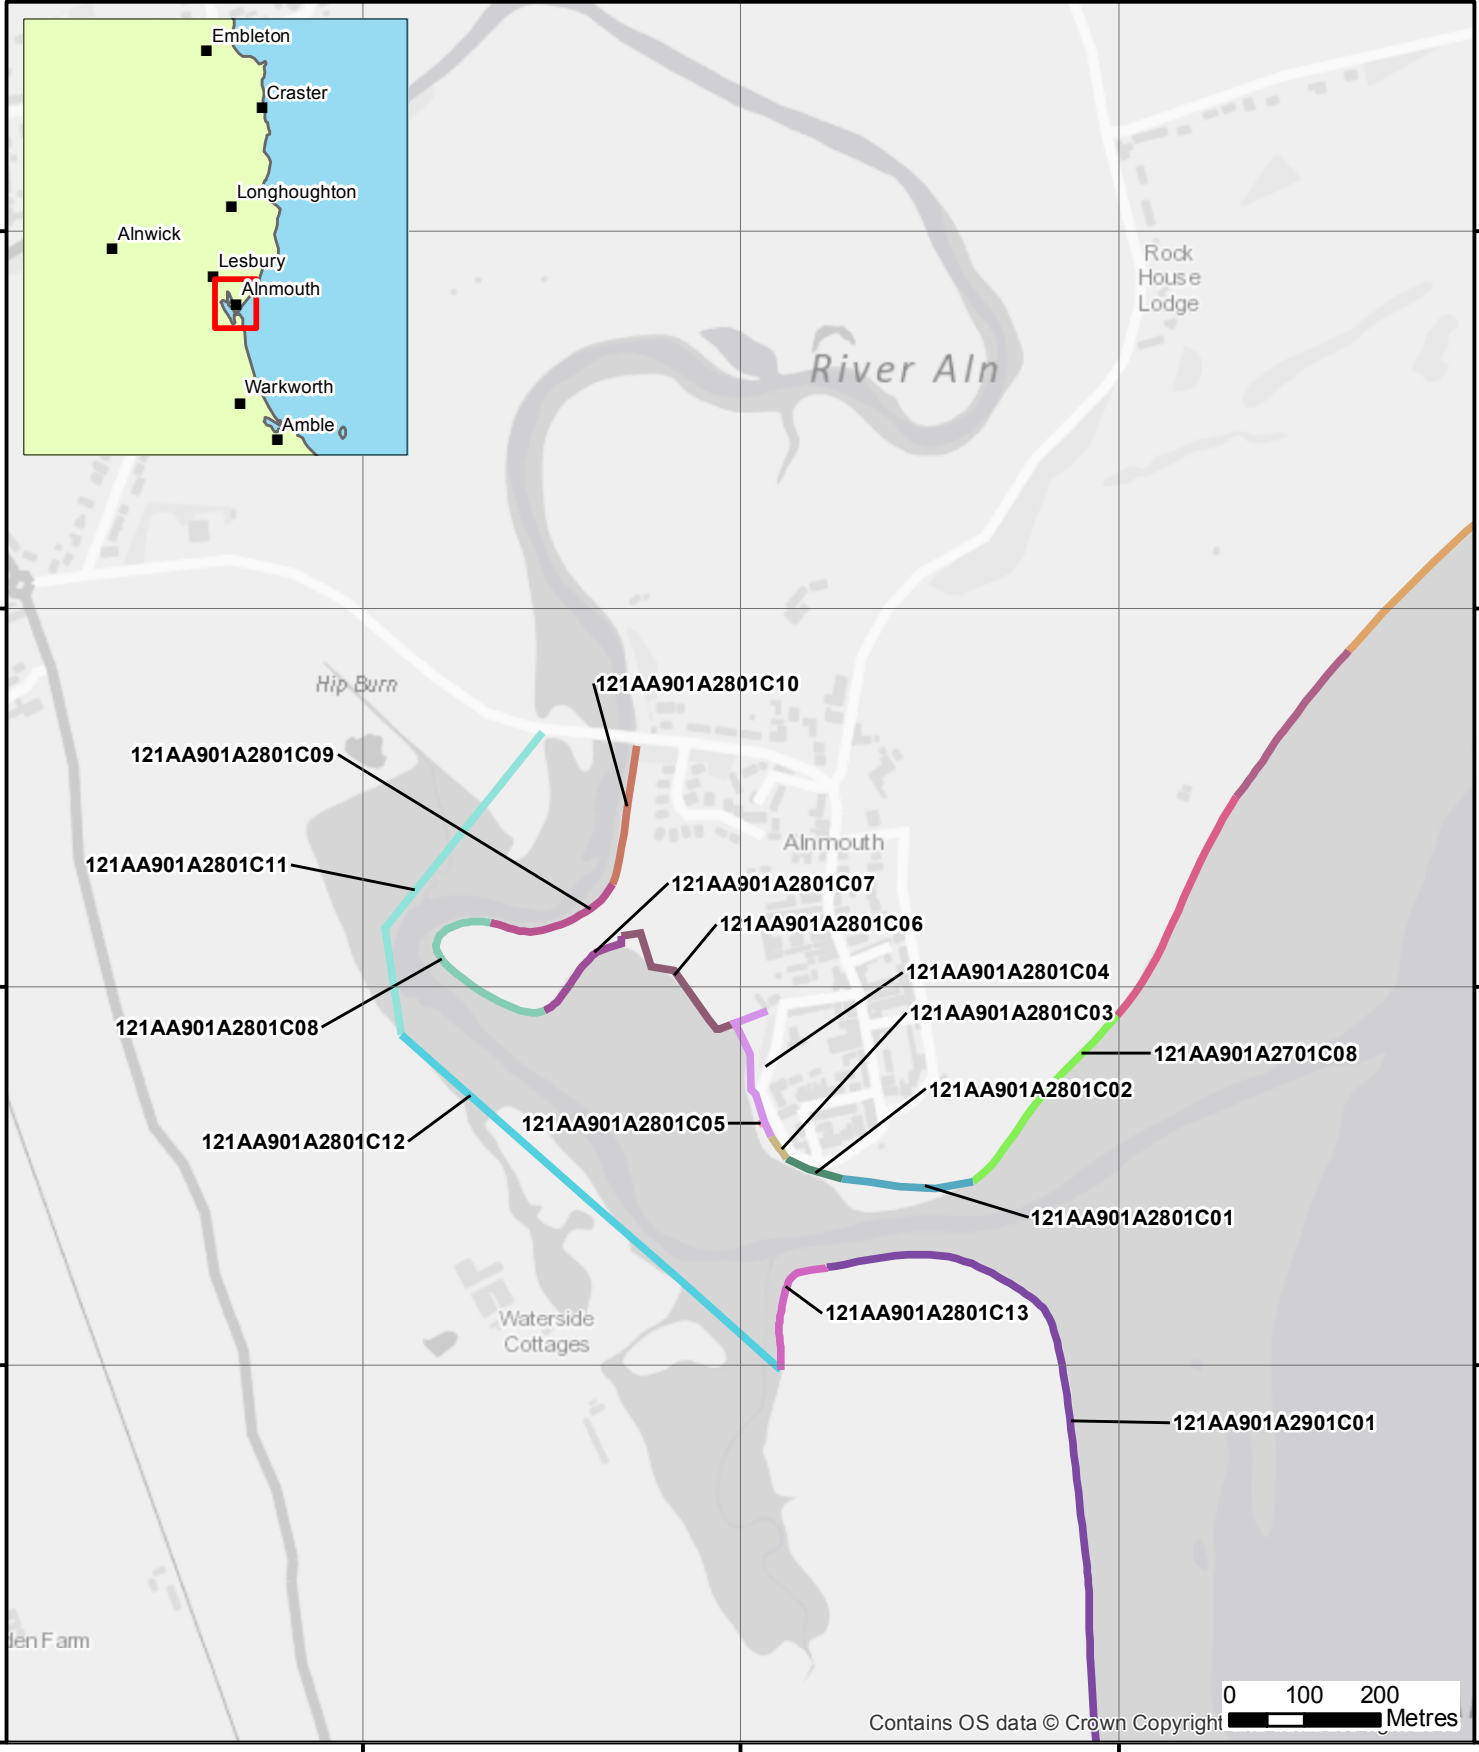 Embleton
Craster
Longhoughton
Alnwick
Lesbury
Alnmouth
Warkworth
Amble
Rock
House
Lodge
River Aln
Hip Burn
121AA901A2801C10
121AA901A2801C09
Alnmouth
121AA901A2801C11
121AA901A2801C07
121AA901A2801C06
121AA901A2801C04
121AA901A2801C03
121AA901A2801C08
121AA901A2701C08
121AA901A2801C02
121AA901A2801C05
121AA901A2801C12
121AA901A2801C01
Waterside
Cottages
121AA901A2801C13
121AA901A2901C01
den Farm
0 100 200
Metres
Contains OS data © Crown Copyright